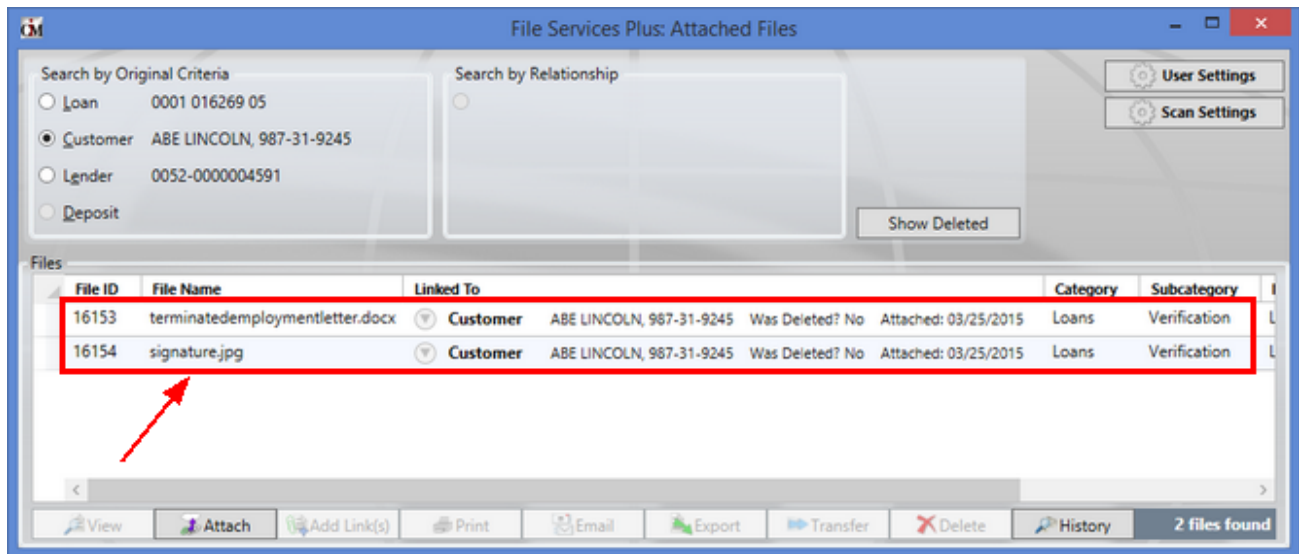 CIM
File Services Plus: Attached Files
Search by Original Criteria
Loan 0001 016269 05
Customer ABE LINCOLN, 987-31-9245
Lender 0052-0000004591
Deposit
Search by Relationship
Show Deleted
User Settings
Scan Settings
Files
File ID File Name Linked To Category Subcategory
16153 terminatedemploymentletter.docx Customer ABE LINCOLN, 987-31-9245 Was Deleted? No Attached: 03/25/2015 Loans Verification
16154 signature.jpg Customer ABE LINCOLN, 987-31-9245 Was Deleted? No Attached: 03/25/2015 Loans Verification
View Attach Add Link(s) Print Email Export Transfer Delete History 2 files found